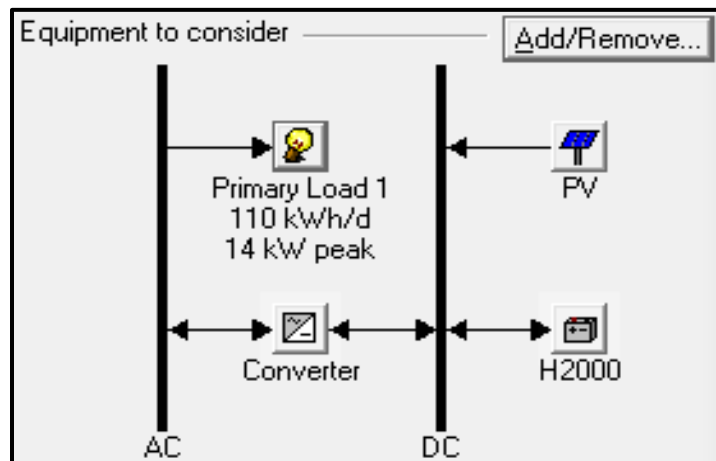 Equipment to consider
Add/Remove...
Primary Load 1
110 kWh/d
14 kW peak
PV
Converter
H2000
AC
DC